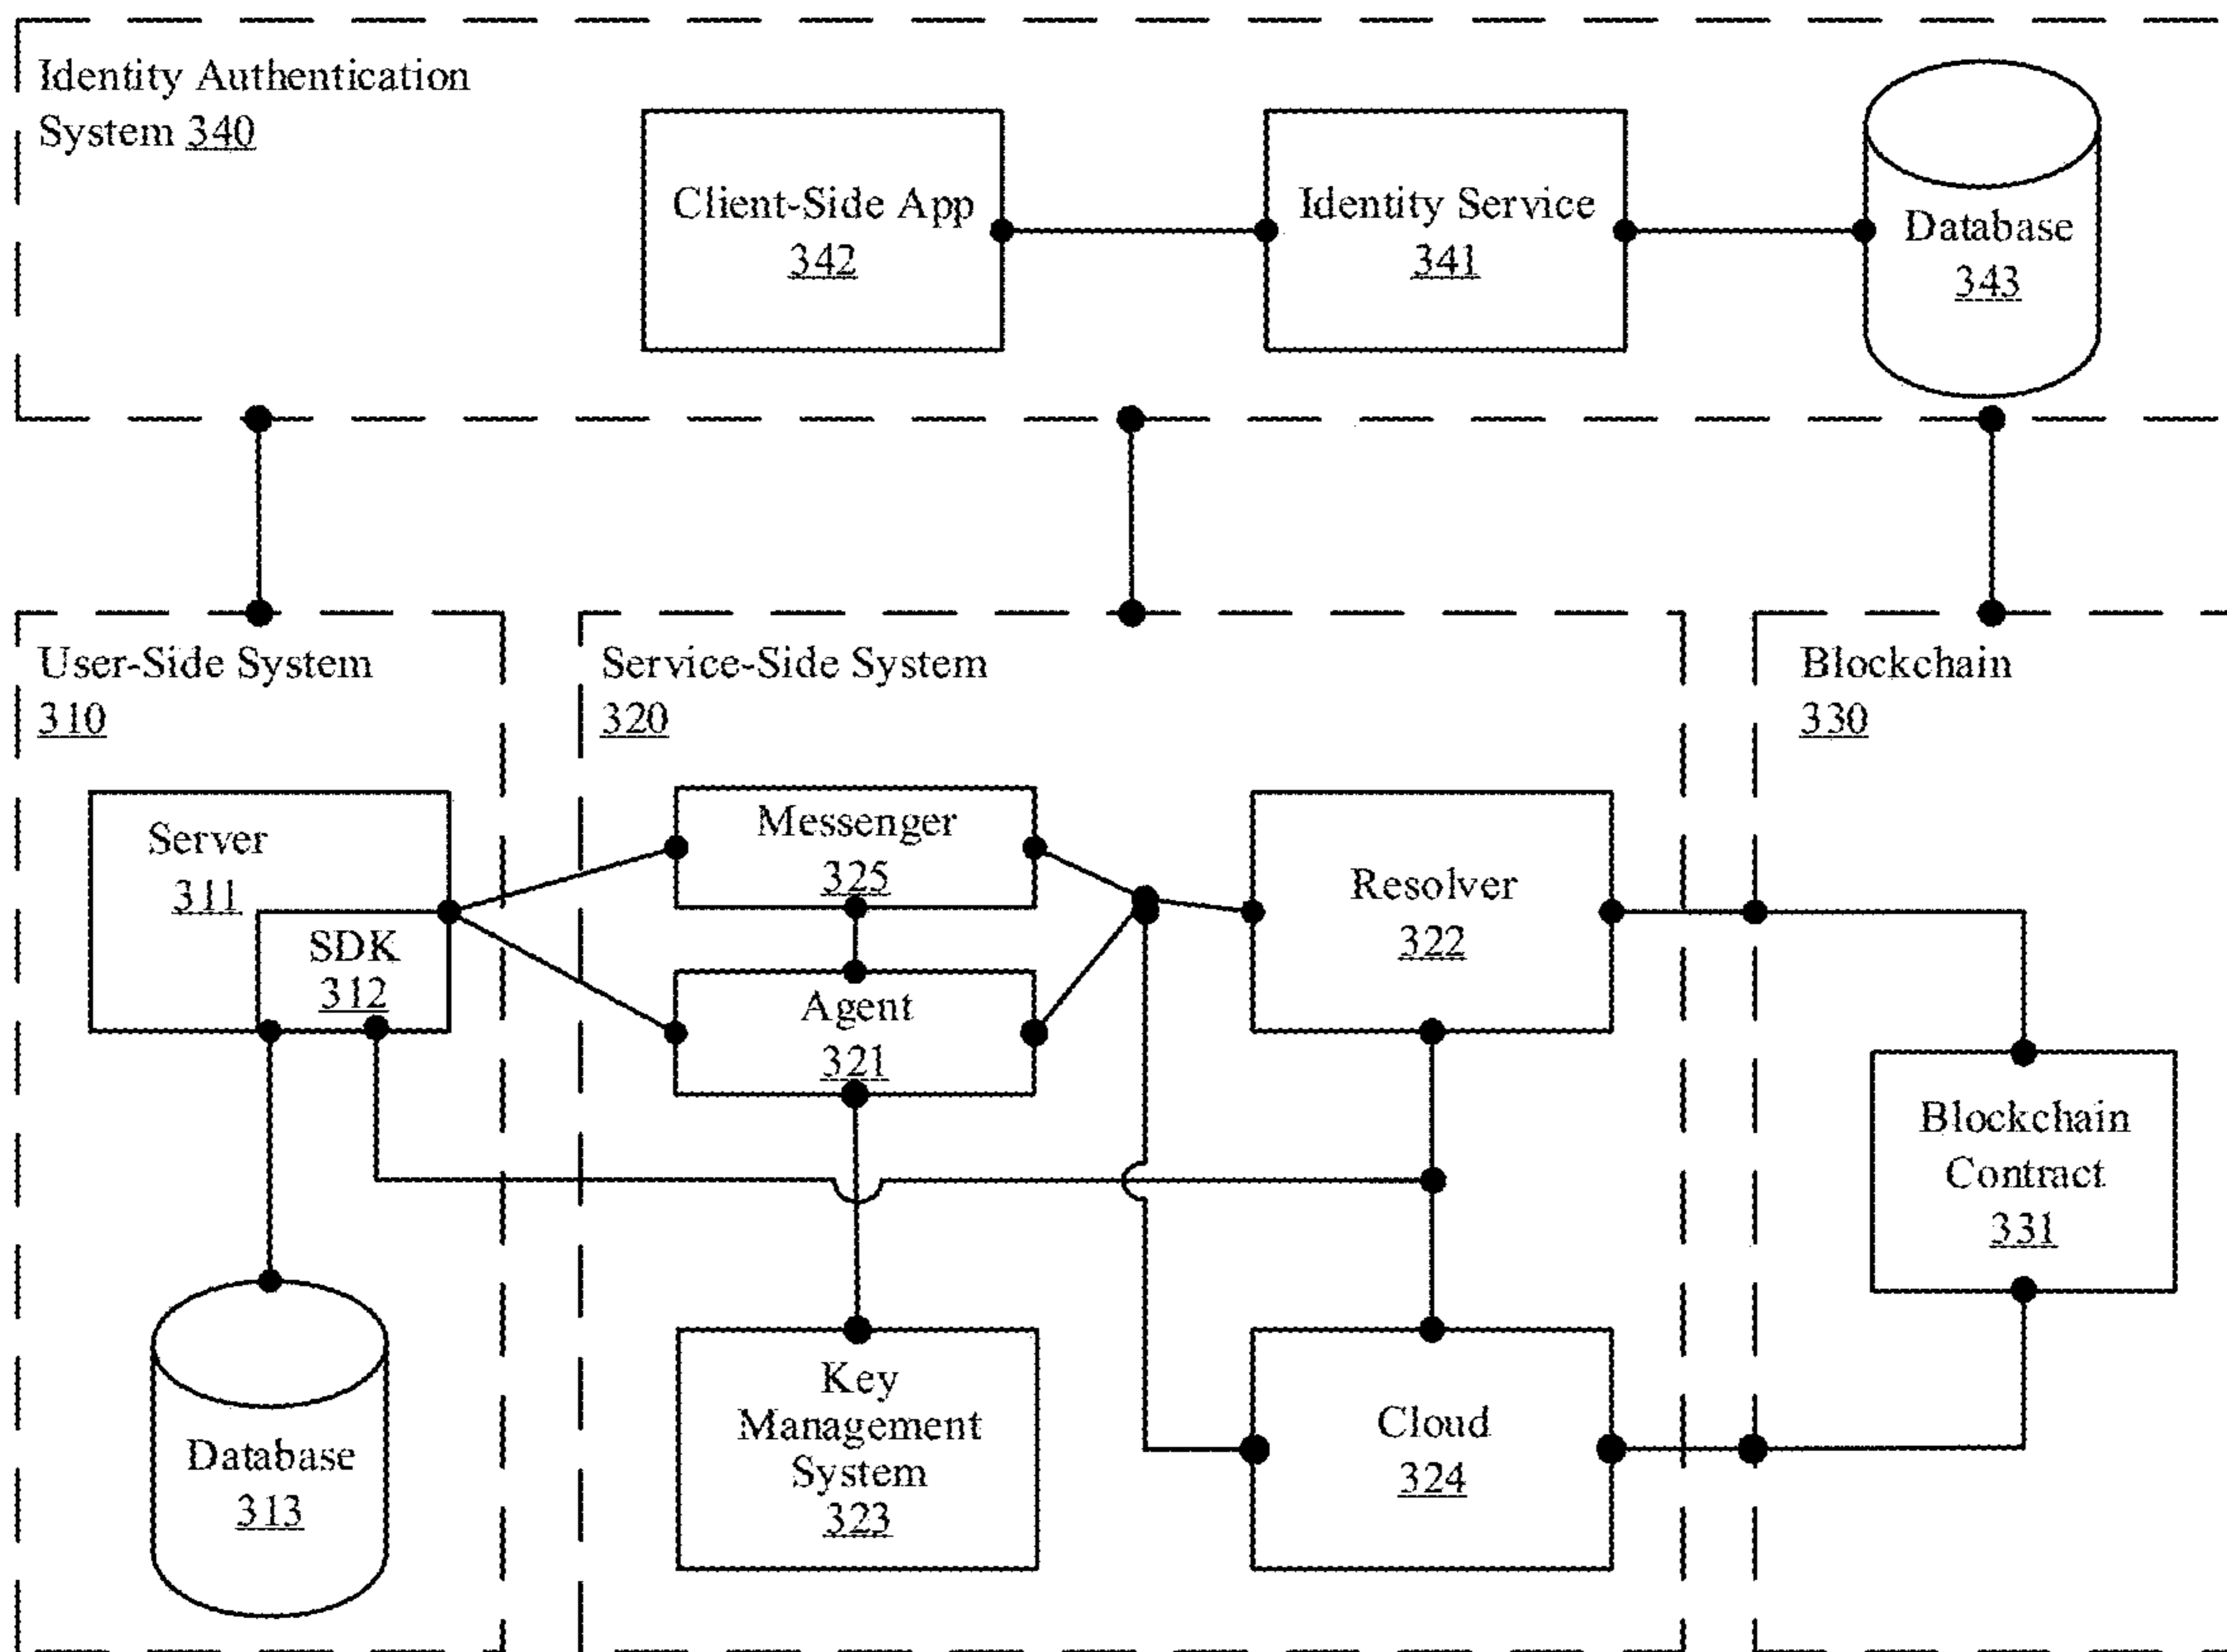 Identity Authentication
System 340
Client-Side App
342
Identity Service
341
Database
343
User-Side System
310
Server
311
SDK
312
Database
313
Service-Side System
320
Messenger
325
Agent
321
Key
Management
System
323
Resolver
322
Cloud
324
Blockchain
330
Blockchain
Contract
331